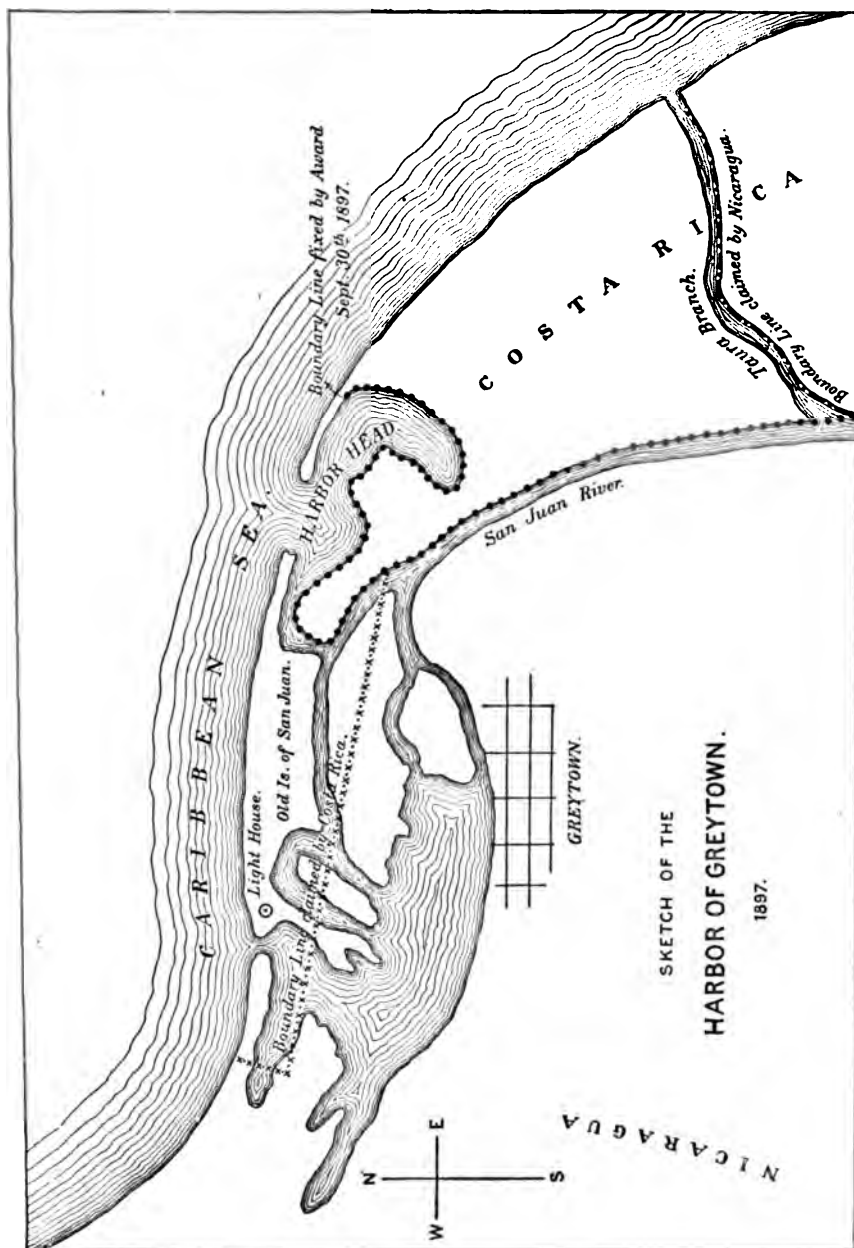 CARIBBEAN SEA.
Boundary Line fixed by Award
Sept. 30th 1897.
HARBOR HEAD
Light House.
Old Is. of San Juan.
Boundary Line claimed by Costa Rica.
COSTA RICA
Taura Branch.
Boundary Line claimed by Nicaragua.
San Juan River.
GREYTOWN.
SKETCH OF THE
HARBOR OF GREYTOWN.
1897.
N
W E
S
NICARAGUA